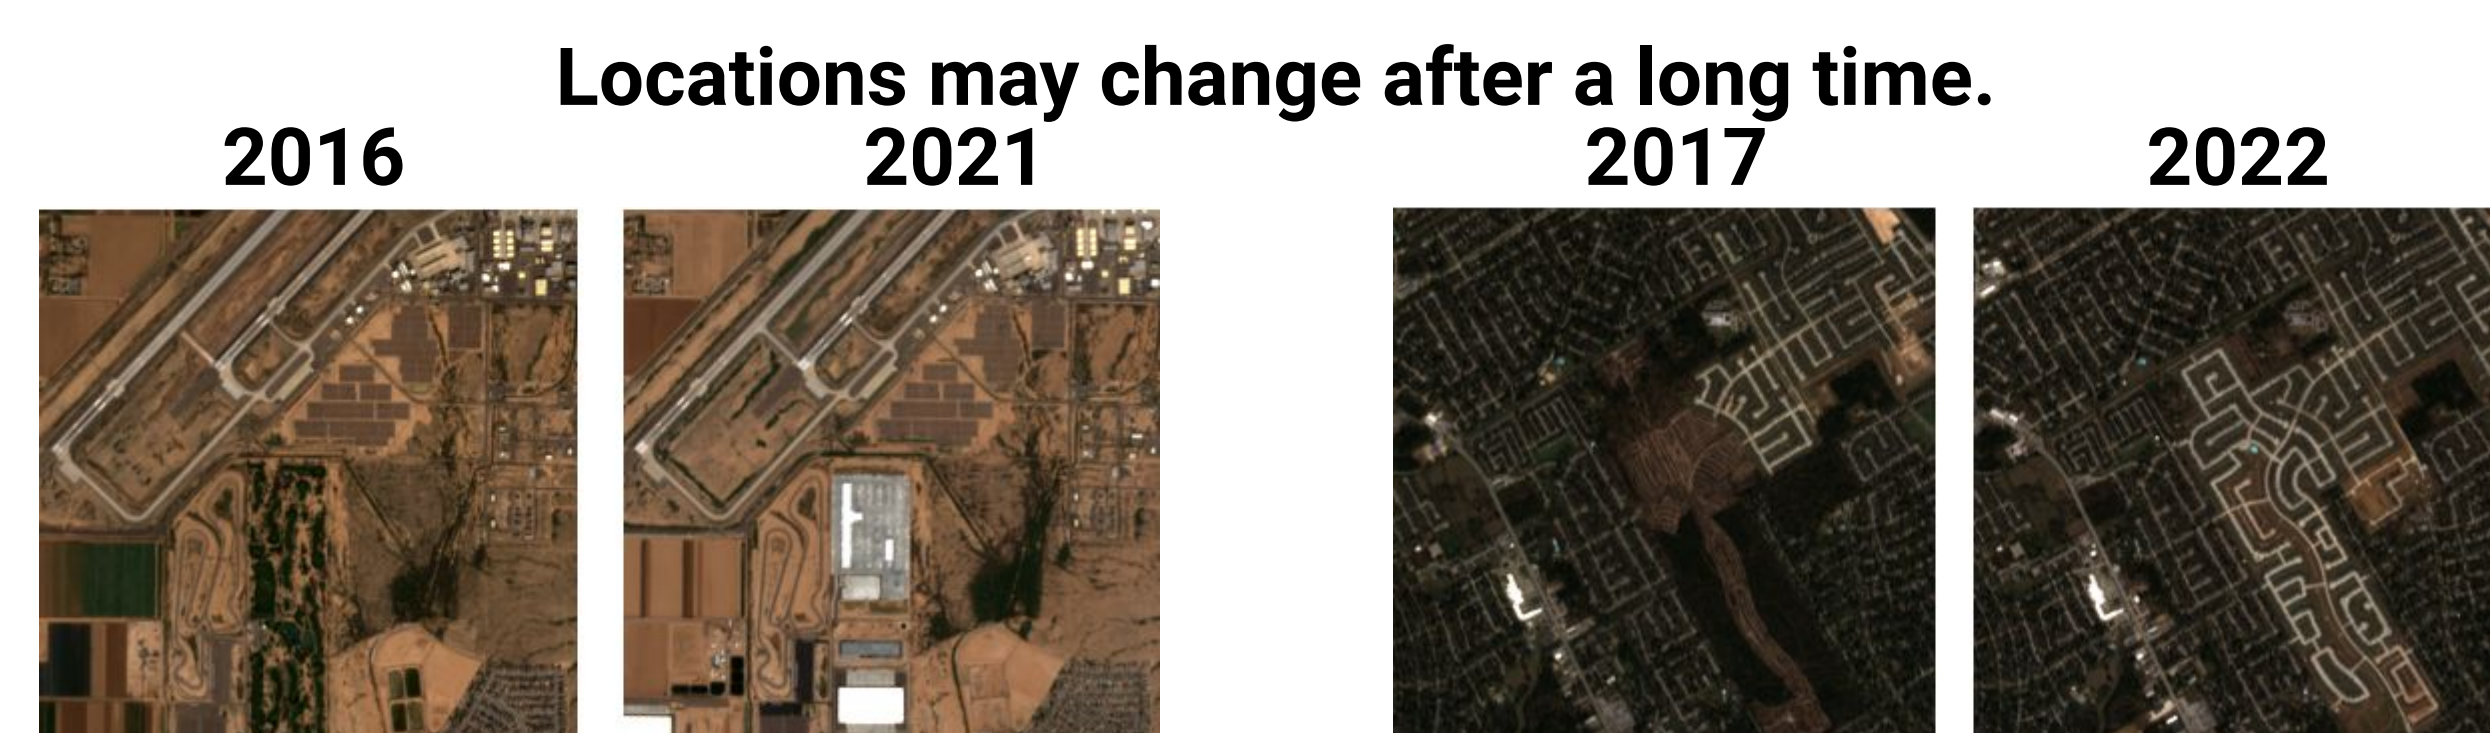 Locations may change after a long time.
2016 2021 2017 2022